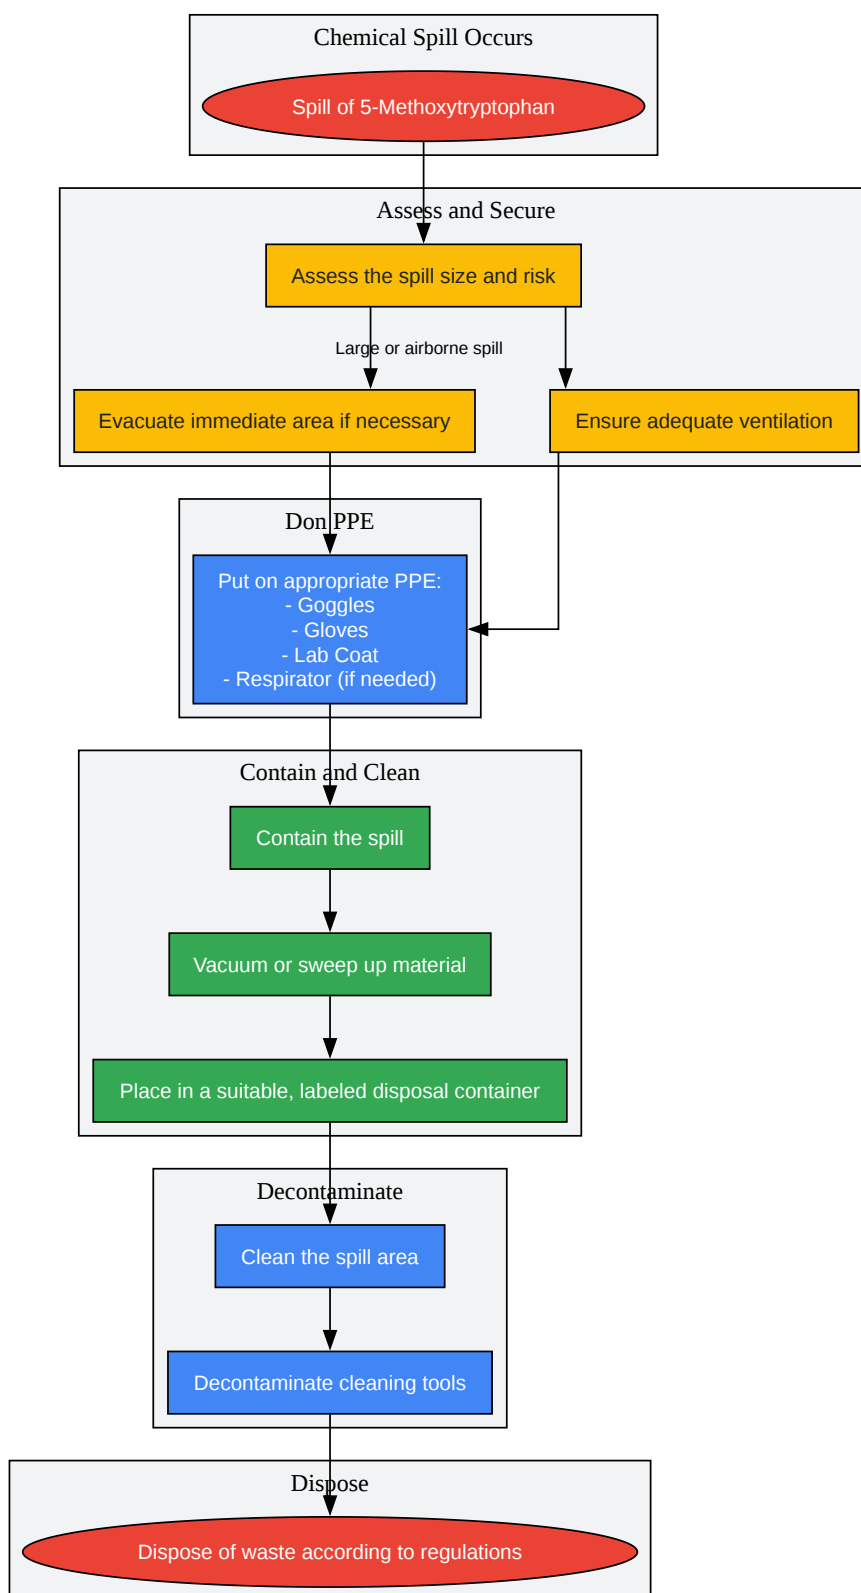 Chemical Spill Occurs
Spill of 5-Methoxytryptophan
Assess and Secure
Assess the spill size and risk
Large or airborne spill
Evacuate immediate area if necessary
Ensure adequate ventilation
Don PPE
Put on appropriate PPE:
- Goggles
- Gloves
- Lab Coat
- Respirator (if needed)
Contain and Clean
Contain the spill
Vacuum or sweep up material
Place in a suitable, labeled disposal container
Decontaminate
Clean the spill area
Decontaminate cleaning tools
Dispose
Dispose of waste according to regulations